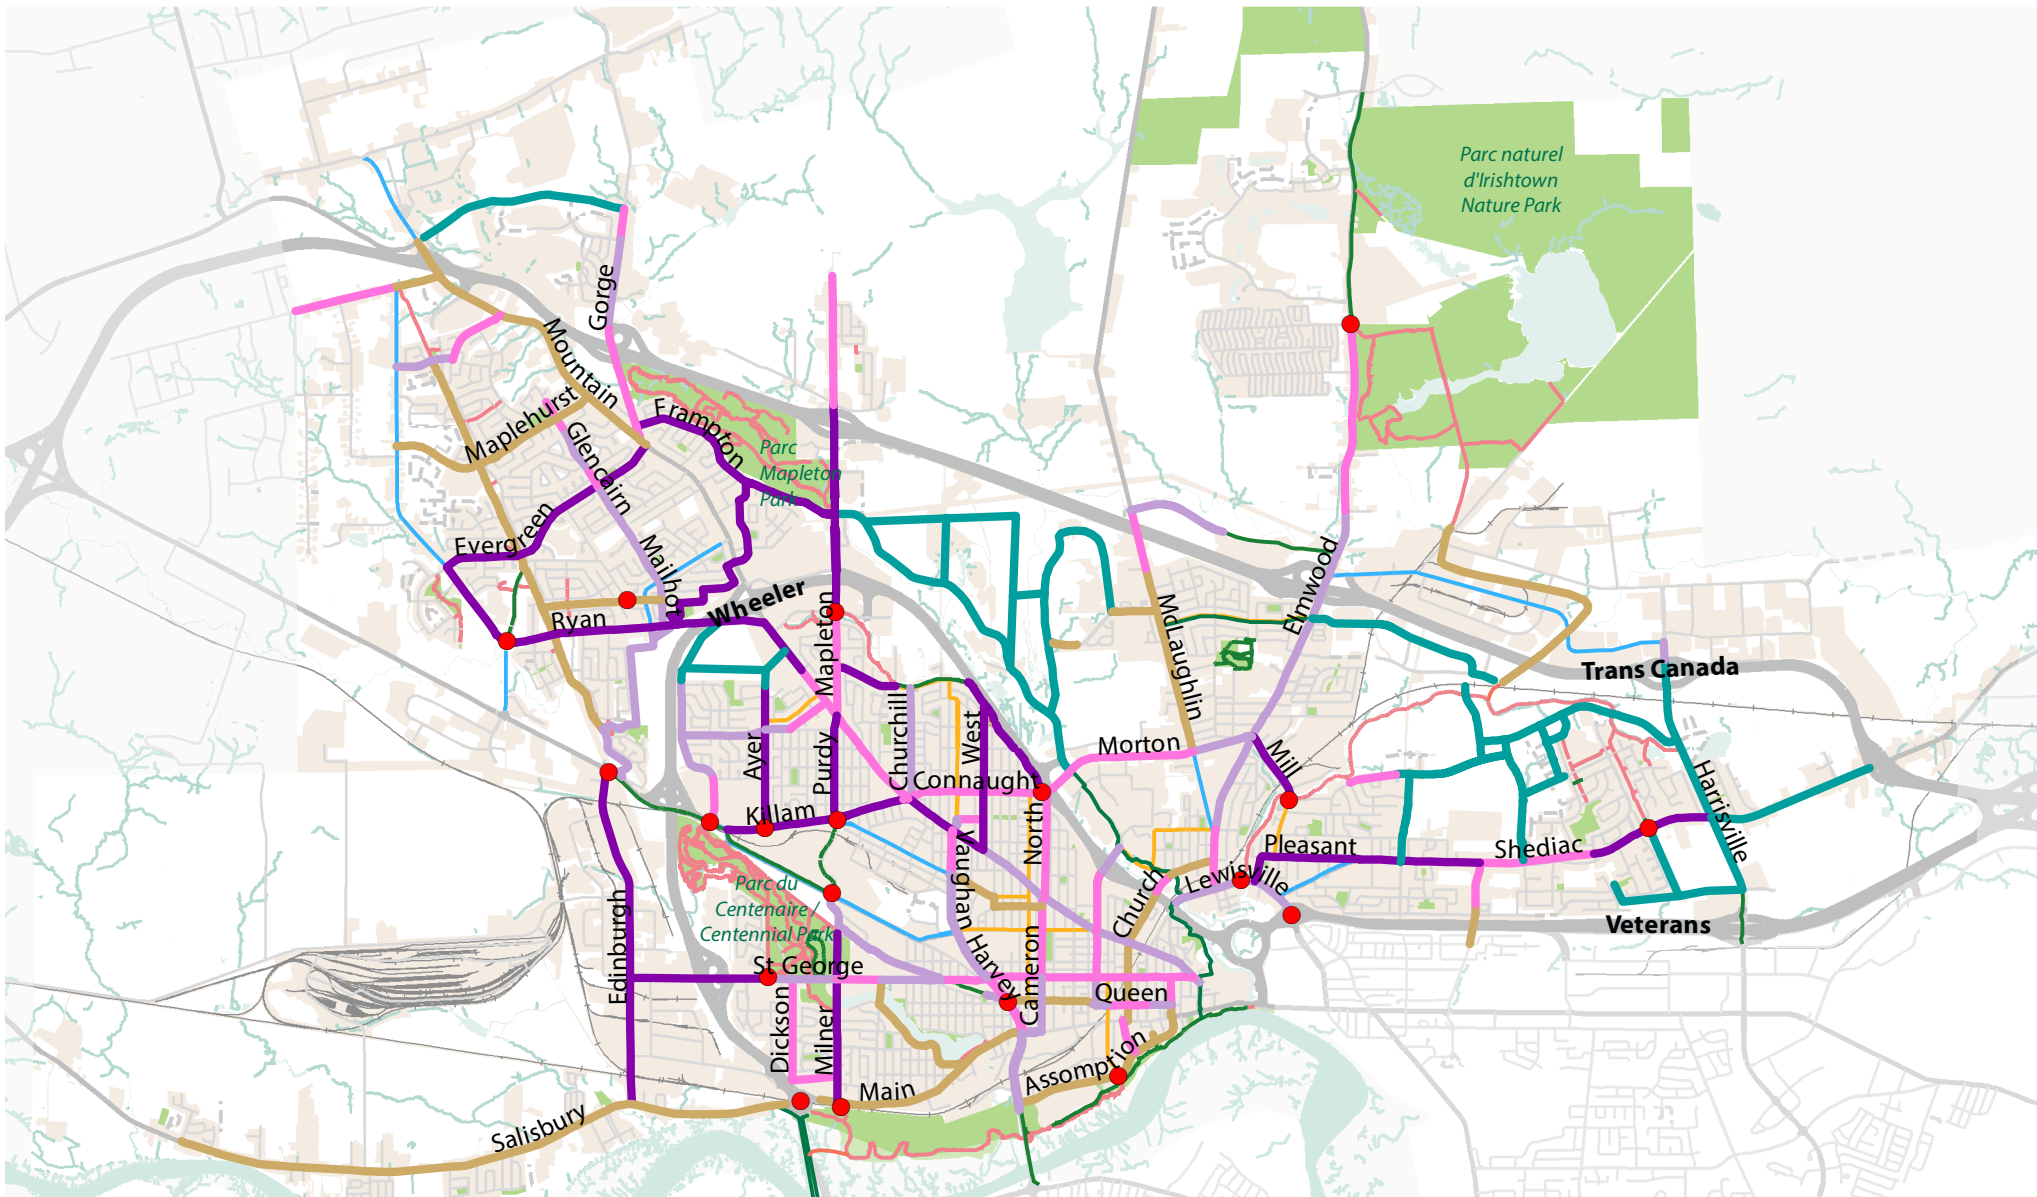 Parc naturel
d'Irishtown
Nature Park
Gorge
Mountain
Maplehurst
Frampton
Glencairn
Parc
Mapleton
Park
Evergreen
Mailhot
Elmwood
Wheeler
Ryan
Mapleton
McLaughlin
Trans Canada
Churchill
West
Ayer
Purdy
Morton
Mill
Connaught
Harrisville
Killam
North
Vaughan
Pleasant
Shediac
Lewisville
Church
Parc du
Centenaire /
Centennial Park
Edinburgh
Veterans
Harvey
Cameron
St George
Queen
Dickson
Milner
Main
Assomption
Salisbury